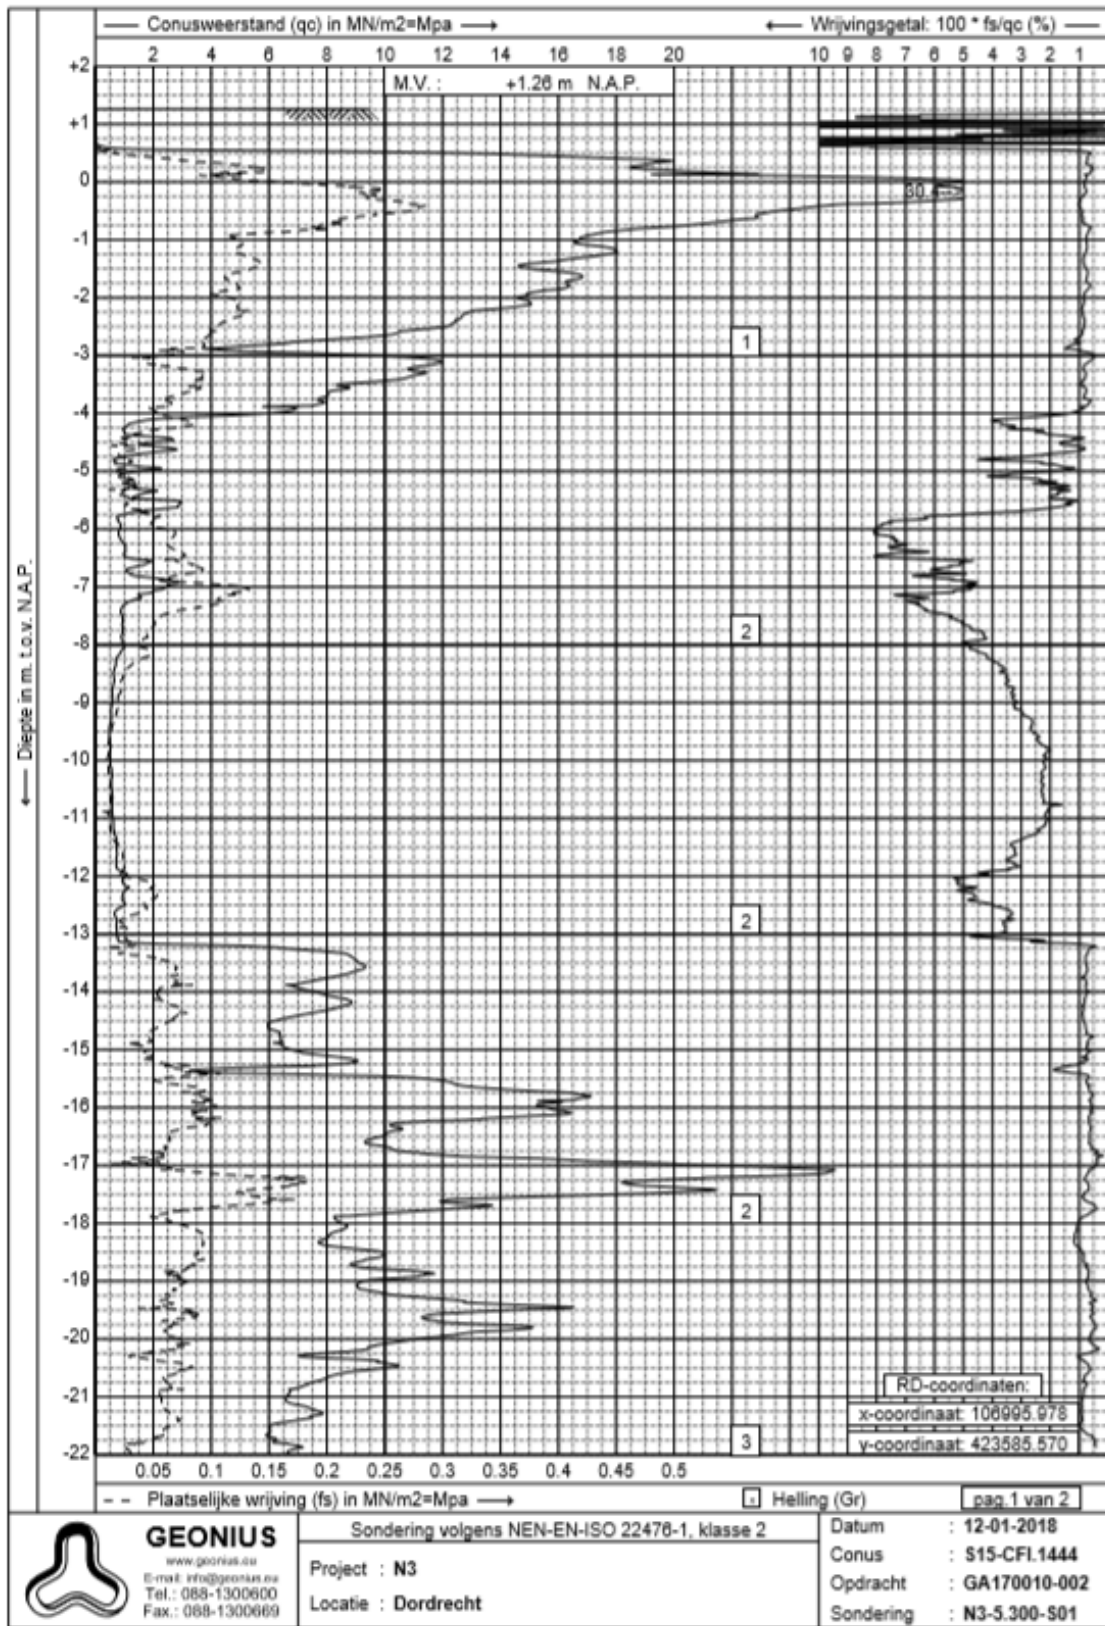 Conusweerstand (qc) in MN/m2=Mpa → ← Wrijvingsgetal: 100 * fs/qc (%)
2 4 6 8 10 12 14 16 18 20 10 9 8 7 6 5 4 3 2 1
M.V. : +1.26 m N.A.P.
+2
+1
0
30.4
-1
-2
-3
1
-4
-5
-6
-7
2
-8
-9
-10
-11
-12
-13
2
-14
-15
-16
-17
2
-18
-19
-20
-21
-22
3
← Diepte in m. t.o.v. N.A.P.
RD-coordinaten:
x-coordinaat: 106995.978
y-coordinaat: 423585.570
0.05 0.1 0.15 0.2 0.25 0.3 0.35 0.4 0.45 0.5
-- Plaatselijke wrijving (fs) in MN/m2=Mpa → Helling (Gr) pag.1 van 2
GEONIUS
www.geonius.eu
E-mail: info@geonius.eu
Tel.: 088-1300600
Fax.: 088-1300669
Sondering volgens NEN-EN-ISO 22476-1, klasse 2
Project : N3
Locatie : Dordrecht
Datum : 12-01-2018
Conus : S15-CFI.1444
Opdracht : GA170010-002
Sondering : N3-5.300-S01